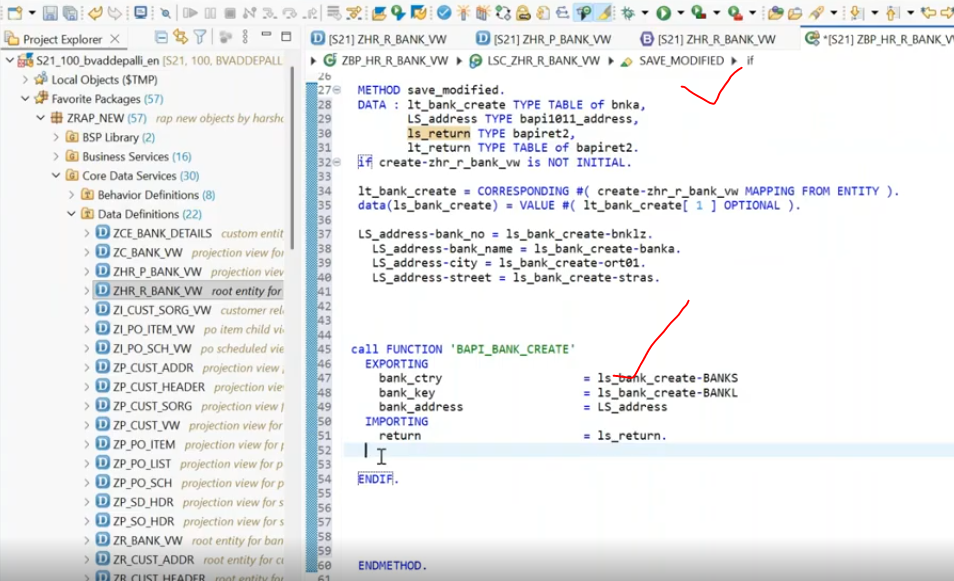 Project Explorer
S21_100_bvaddepalli_en [S21, 100, BVADDEPALL
Local Objects ($TMP)
Favorite Packages (57)
ZRAP_NEW (57) rap new objects by harsh
BSP Library (2)
Business Services (16)
Core Data Services (30)
Behavior Definitions (8)
Data Definitions (22)
ZCE_BANK_DETAILS custom entit
ZC_BANK_VW projection view fo
ZHR_P_BANK_VW projection view
ZHR_R_BANK_VW root entity for
ZI_CUST_SORG_VW customer rel
ZI_PO_ITEM_VW po item child vi
ZI_PO_SCH_VW po scheduled vie
ZP_CUST_ADDR projection view
ZP_CUST_HEADER projection view
ZP_CUST_SORG projection view
ZP_CUST_VW projection view for
ZP_PO_ITEM projection view for p
ZP_PO_LIST projection view for p
ZP_PO_SCH projection view for p
ZP_SD_HDR projection view for s
ZP_SO_HDR projection view for s
ZR_BANK_VW root entity for ban
ZR_CUST_ADDR root entity for c
ZR_CUST_HEADER root entity for
[S21] ZHR_R_BANK_VW
[S21] ZHR_P_BANK_VW
[S21] ZHR_R_BANK_VW
*[S21] ZBP_HR_R_BANK_V
ZBP_HR_R_BANK_VW LSC_ZHR_R_BANK_VW SAVE_MODIFIED if
26
27 METHOD save_modified.
28 DATA : lt_bank_create TYPE TABLE of bnka,
29 LS_address TYPE bapi1011_address,
30 ls_return TYPE bapiret2,
31 lt_return TYPE TABLE of bapiret2.
32 if create-zhr_r_bank_vw is NOT INITIAL.
33
34 lt_bank_create = CORRESPONDING #( create-zhr_r_bank_vw MAPPING FROM ENTITY ).
35 data(ls_bank_create) = VALUE #( lt_bank_create[ 1 ] OPTIONAL ).
36
37 LS_address-bank_no = ls_bank_create-bnklz.
38 LS_address-bank_name = ls_bank_create-banka.
39 LS_address-city = ls_bank_create-ort01.
40 LS_address-street = ls_bank_create-stras.
41
42
43
44
45 call FUNCTION 'BAPI_BANK_CREATE'
46 EXPORTING
47 bank_ctry = ls_bank_create-BANKS
48 bank_key = ls_bank_create-BANKL
49 bank_address = LS_address
50 IMPORTING
51 return = ls_return.
52
53
54 ENDIF.
55
56
57
58
59
60 ENDMETHOD.
61